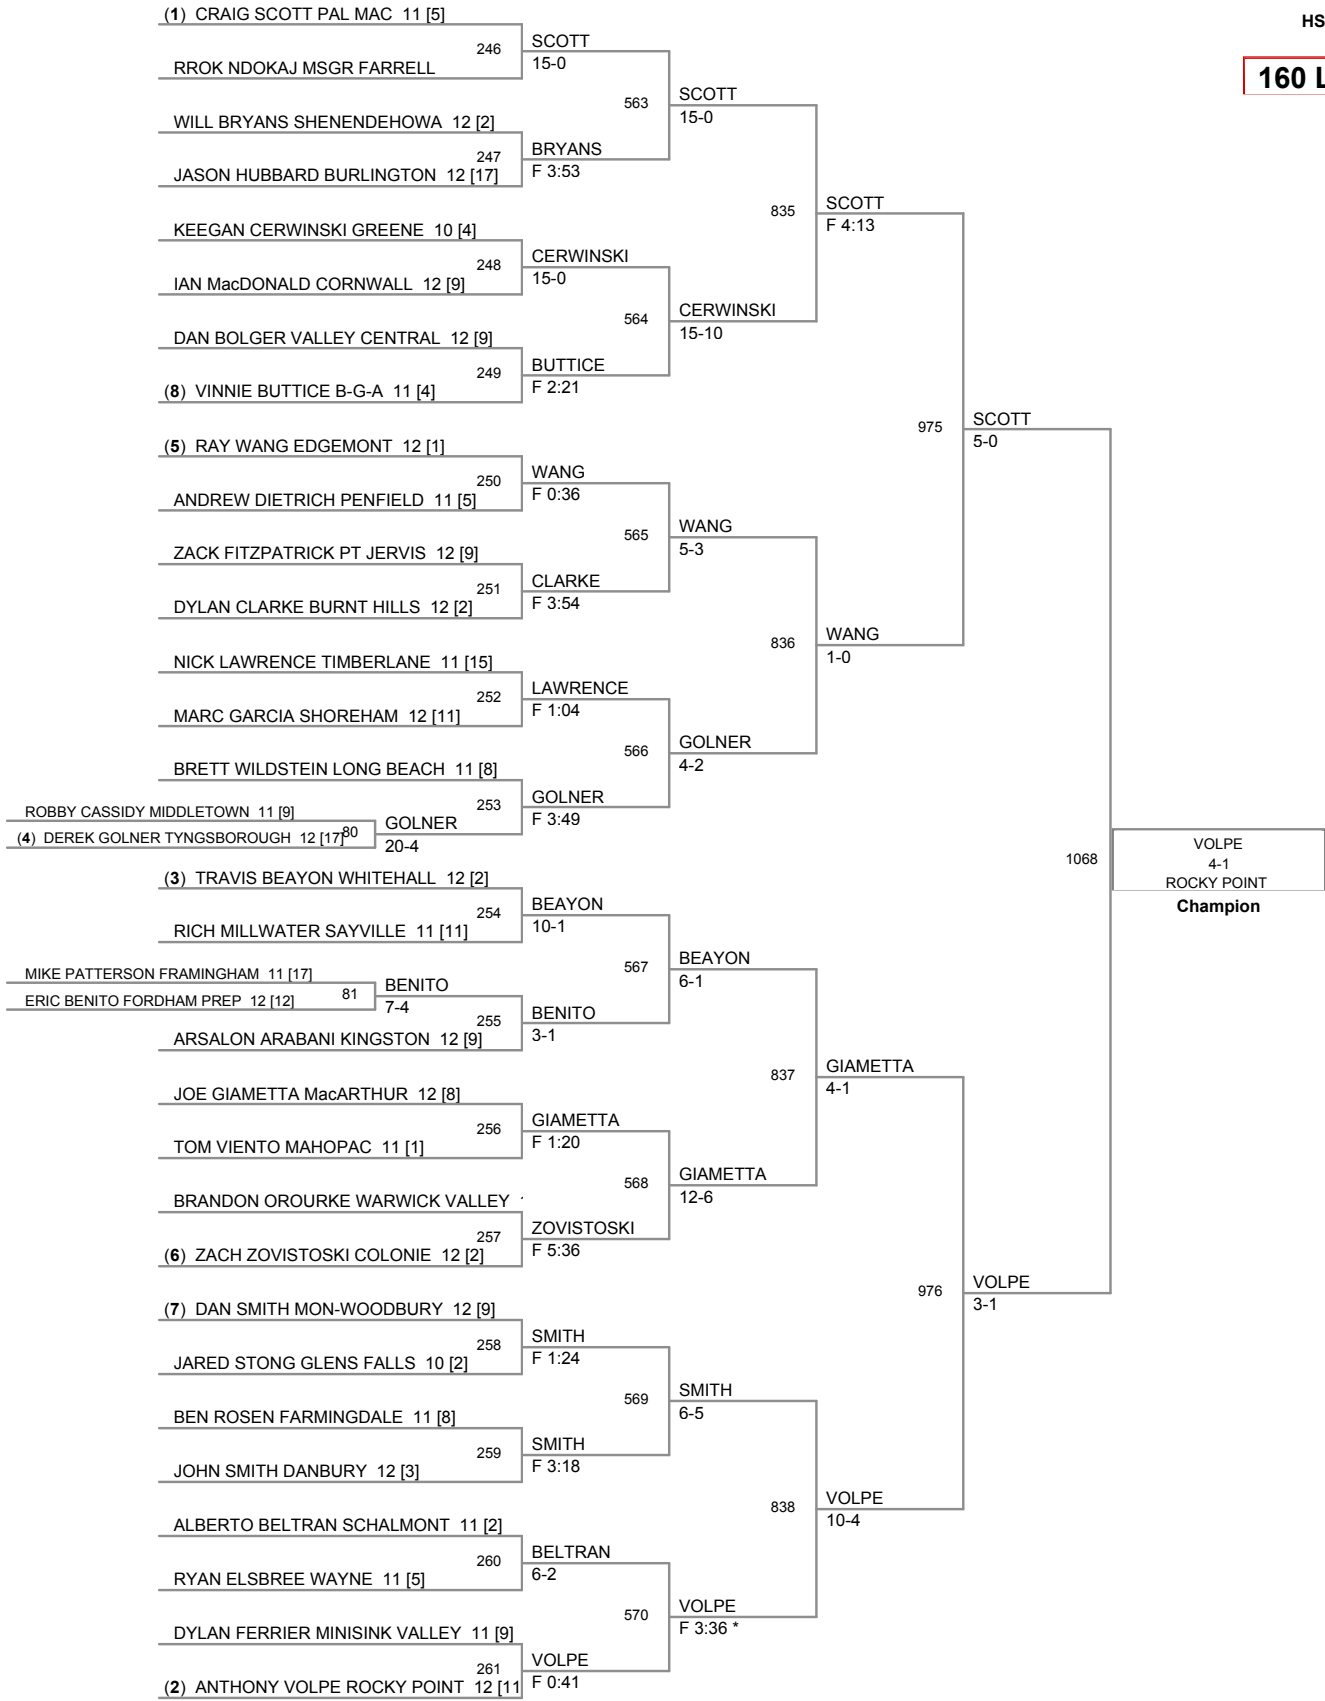 HS
160 L
(1) CRAIG SCOTT PAL MAC 11 [5]
246
RROK NDOKAJ MSGR FARRELL
SCOTT
15-0
WILL BRYANS SHENENDEHOWA 12 [2]
247
JASON HUBBARD BURLINGTON 12 [17]
BRYANS
F 3:53
563
SCOTT
15-0
KEEGAN CERWINSKI GREENE 10 [4]
248
IAN MacDONALD CORNWALL 12 [9]
CERWINSKI
15-0
DAN BOLGER VALLEY CENTRAL 12 [9]
249
(8) VINNIE BUTTICE B-G-A 11 [4]
BUTTICE
F 2:21
564
CERWINSKI
15-10
835
SCOTT
F 4:13
(5) RAY WANG EDGEMONT 12 [1]
250
ANDREW DIETRICH PENFIELD 11 [5]
WANG
F 0:36
ZACK FITZPATRICK PT JERVIS 12 [9]
251
DYLAN CLARKE BURNT HILLS 12 [2]
CLARKE
F 3:54
565
WANG
5-3
NICK LAWRENCE TIMBERLANE 11 [15]
252
MARC GARCIA SHOREHAM 12 [11]
LAWRENCE
F 1:04
BRETT WILDSTEIN LONG BEACH 11 [8]
253
ROBBY CASSIDY MIDDLETOWN 11 [9]
80
(4) DEREK GOLNER TYNGSBOROUGH 12 [17]
GOLNER
20-4
GOLNER
F 3:49
566
GOLNER
4-2
836
WANG
1-0
975
SCOTT
5-0
(3) TRAVIS BEAYON WHITEHALL 12 [2]
254
RICH MILLWATER SAYVILLE 11 [11]
BEAYON
10-1
MIKE PATTERSON FRAMINGHAM 11 [17]
81
ERIC BENITO FORDHAM PREP 12 [12]
BENITO
7-4
255
ARSALON ARABANI KINGSTON 12 [9]
BENITO
3-1
567
BEAYON
6-1
JOE GIAMETTA MacARTHUR 12 [8]
256
TOM VIENTO MAHOPAC 11 [1]
GIAMETTA
F 1:20
BRANDON OROURKE WARWICK VALLEY
257
(6) ZACH ZOVISTOSKI COLONIE 12 [2]
ZOVISTOSKI
F 5:36
568
GIAMETTA
12-6
837
GIAMETTA
4-1
(7) DAN SMITH MON-WOODBURY 12 [9]
258
JARED STONG GLENS FALLS 10 [2]
SMITH
F 1:24
BEN ROSEN FARMINGDALE 11 [8]
259
JOHN SMITH DANBURY 12 [3]
SMITH
F 3:18
569
SMITH
6-5
ALBERTO BELTRAN SCHALMONT 11 [2]
260
RYAN ELSBREE WAYNE 11 [5]
BELTRAN
6-2
DYLAN FERRIER MINISINK VALLEY 11 [9]
261
(2) ANTHONY VOLPE ROCKY POINT 12 [11
VOLPE
F 0:41
570
VOLPE
F 3:36 *
838
VOLPE
10-4
976
VOLPE
3-1
1068
VOLPE
4-1
ROCKY POINT
Champion